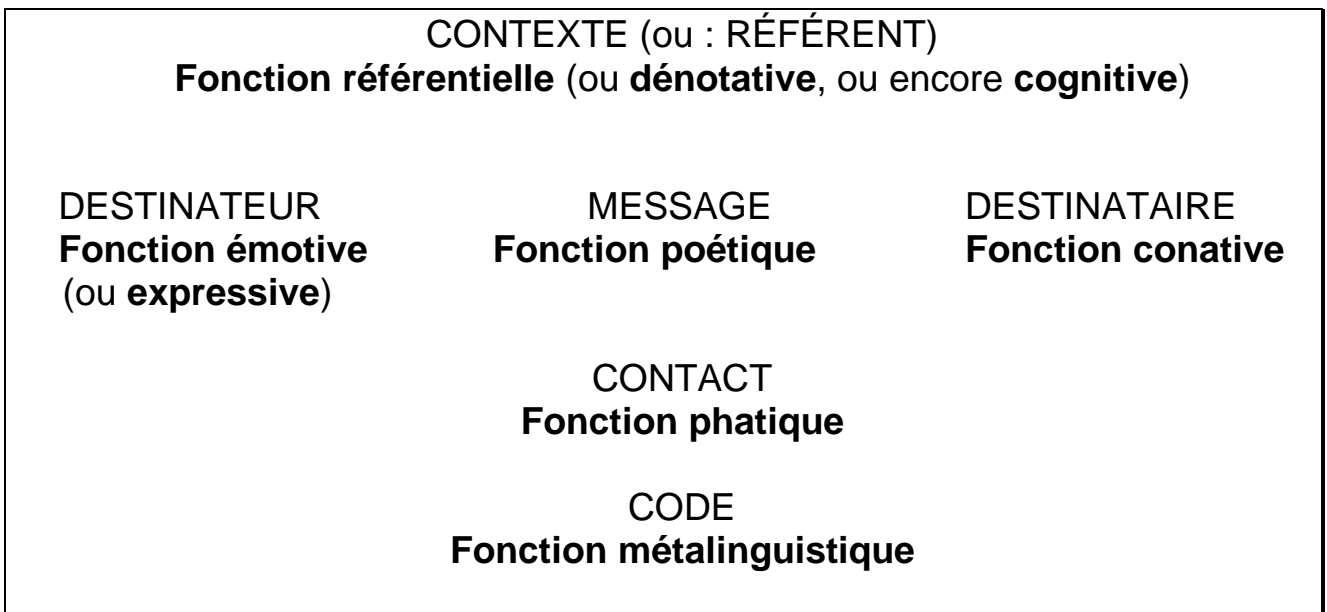 CONTEXTE (ou : RÉFÉRENT)
Fonction référentielle (ou dénotative, ou encore cognitive)
DESTINATEUR MESSAGE DESTINATAIRE
Fonction émotive Fonction poétique Fonction conative
(ou expressive)
CONTACT
Fonction phatique
CODE
Fonction métalinguistique